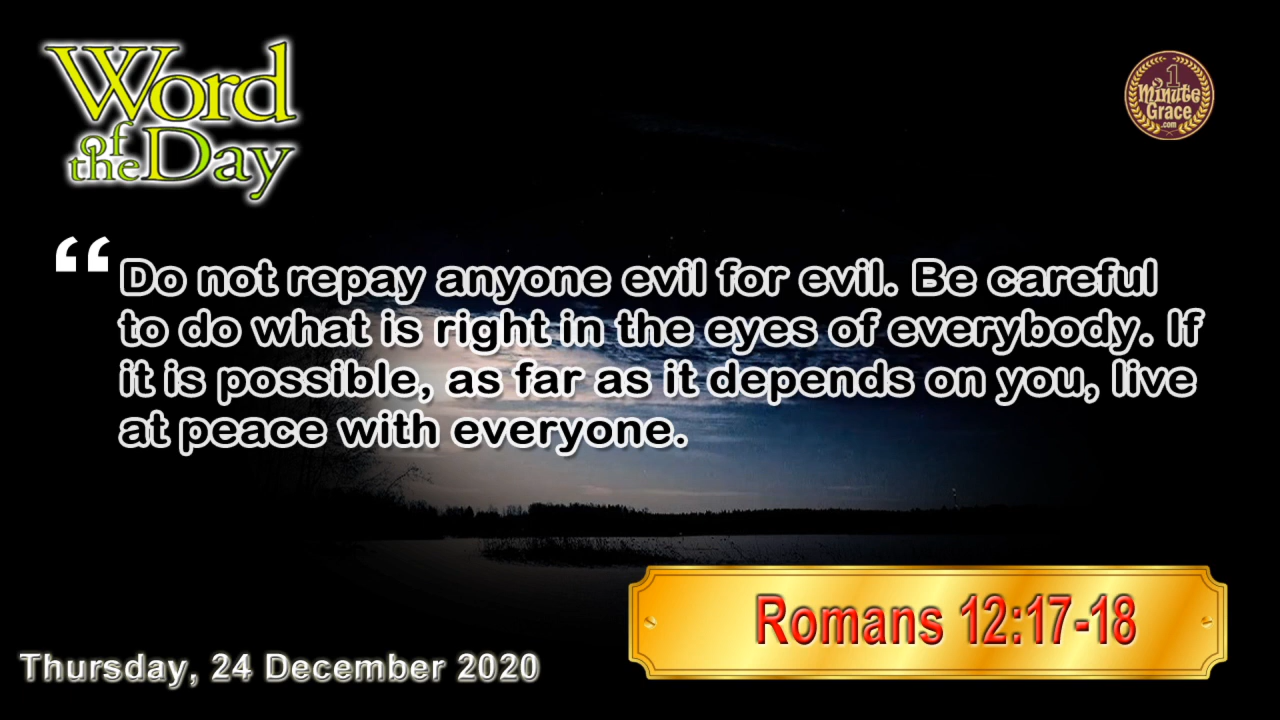 Word
of
the Day
1
Minute
Grace
.com
“ Do not repay anyone evil for evil. Be careful
to do what is right in the eyes of everybody. If
it is possible, as far as it depends on you, live
at peace with everyone.
Romans 12:17-18
Thursday, 24 December 2020